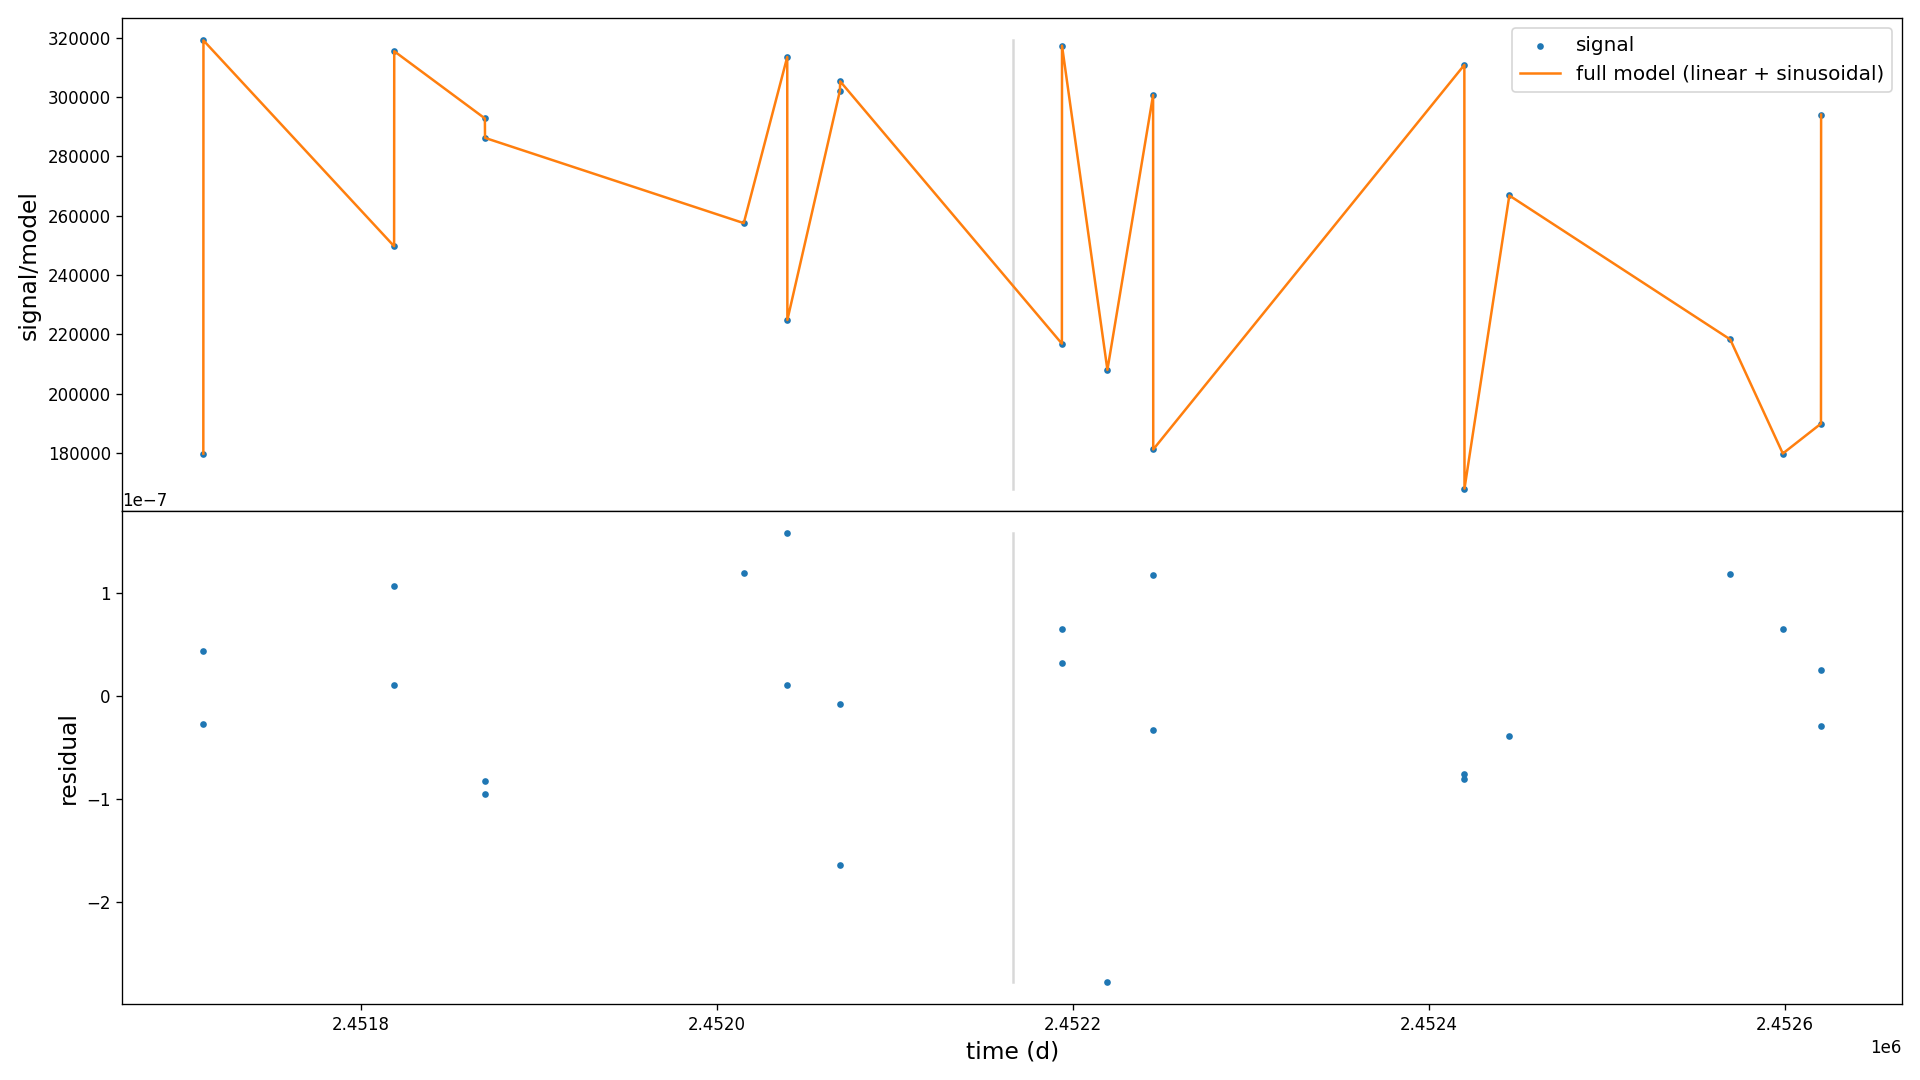 320000
300000
280000
260000
240000
220000
200000
180000
signal/model
signal
full model (linear + sinusoidal)
1e−7
1
0
−1
−2
residual
2.4518
2.4520
2.4522
2.4524
2.4526
1e6
time (d)